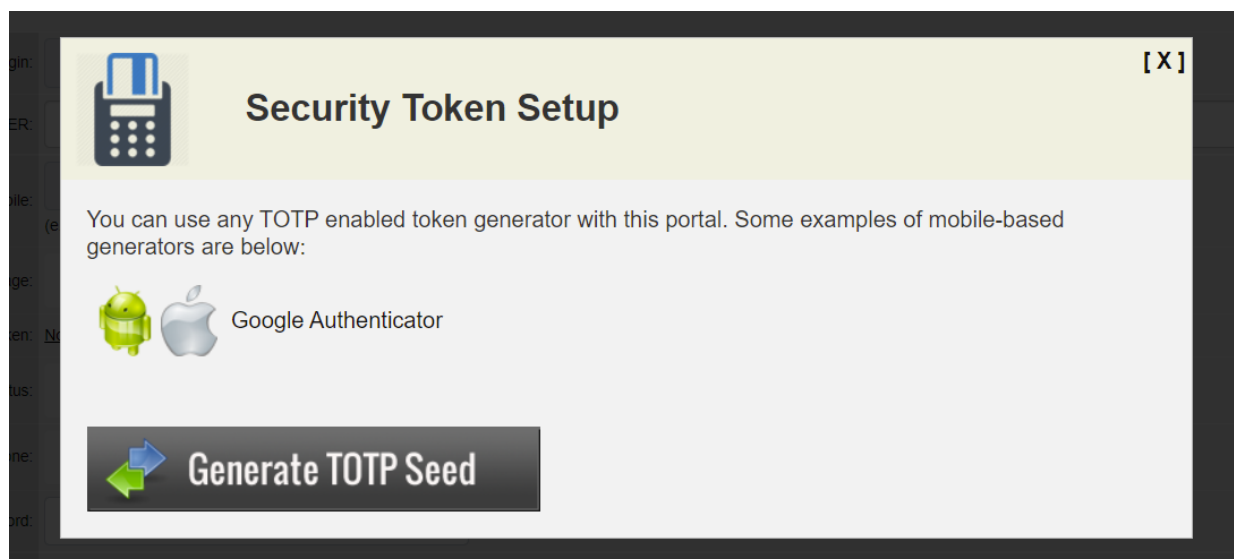 [ X ]
Security Token Setup
You can use any TOTP enabled token generator with this portal. Some examples of mobile-based
generators are below:
Google Authenticator
Generate TOTP Seed